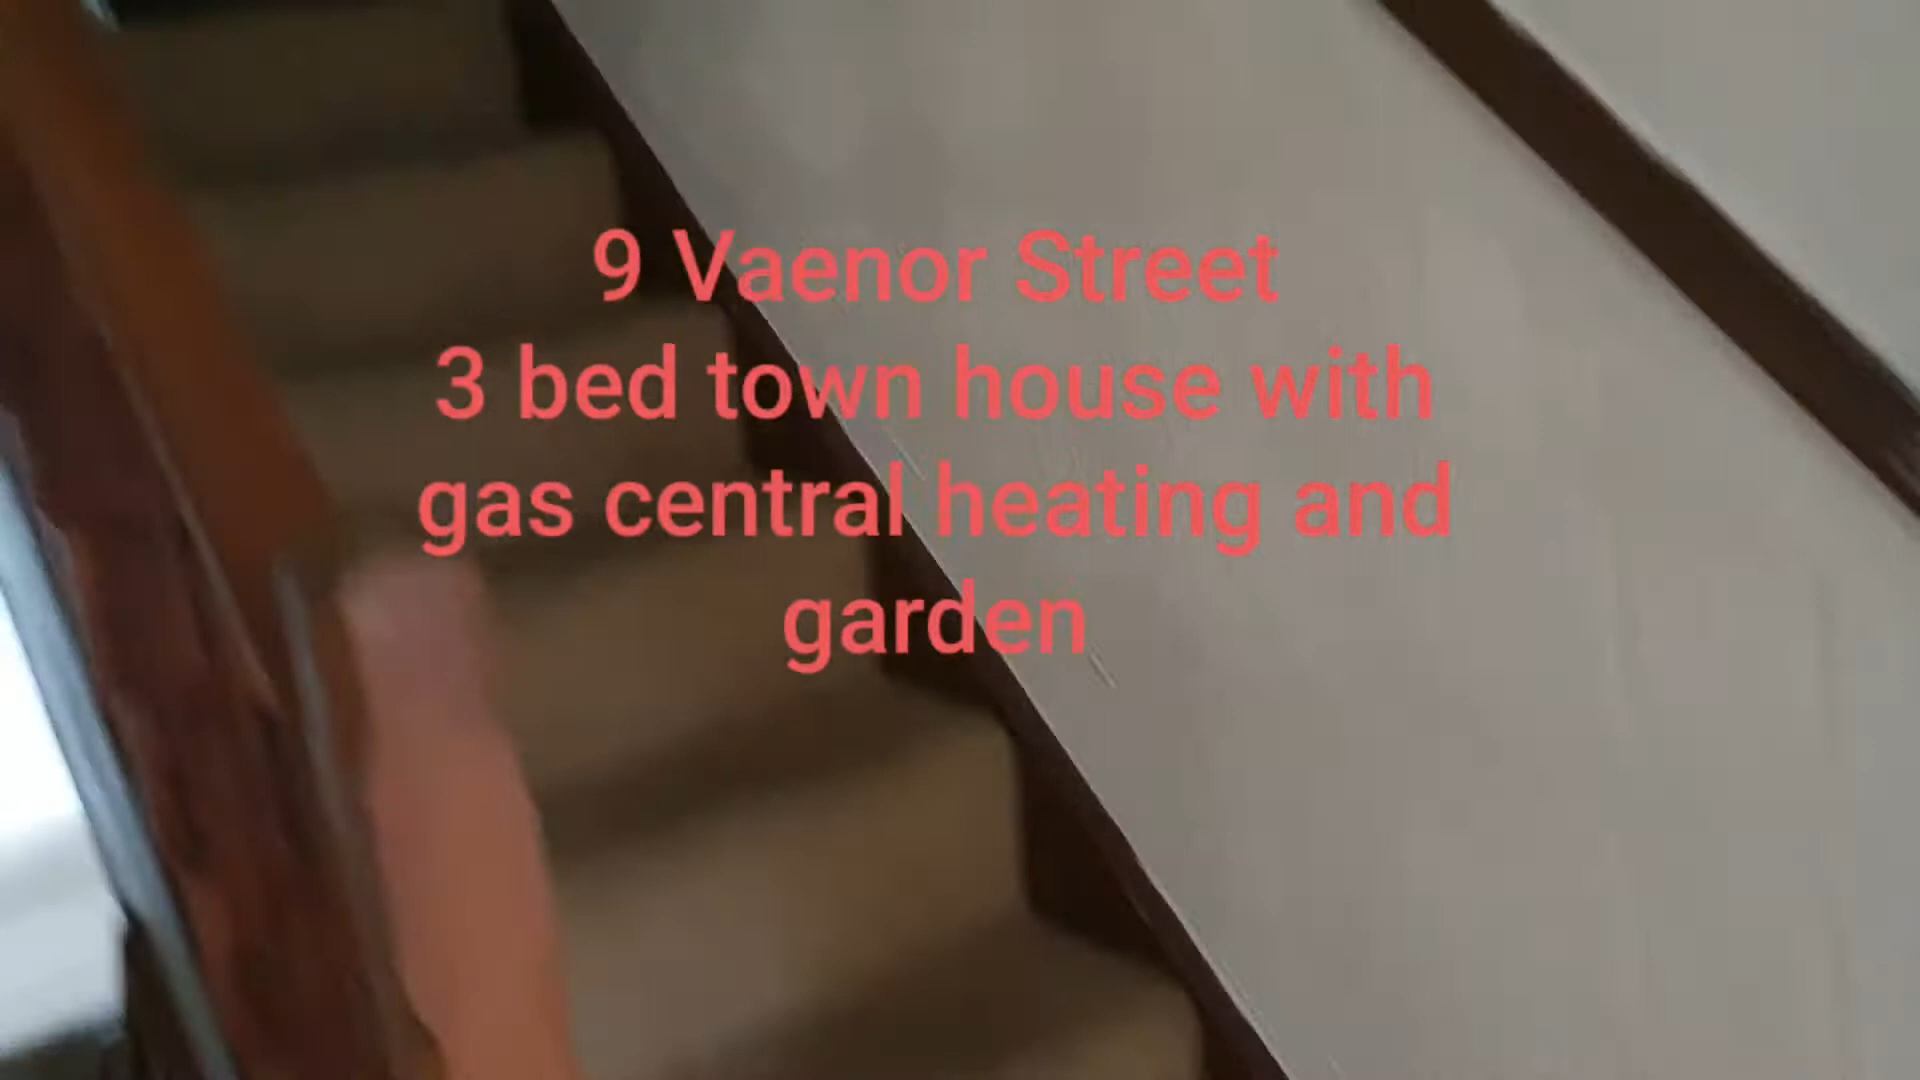 9 Vaenor Street
3 bed town house with
gas central heating and
garden